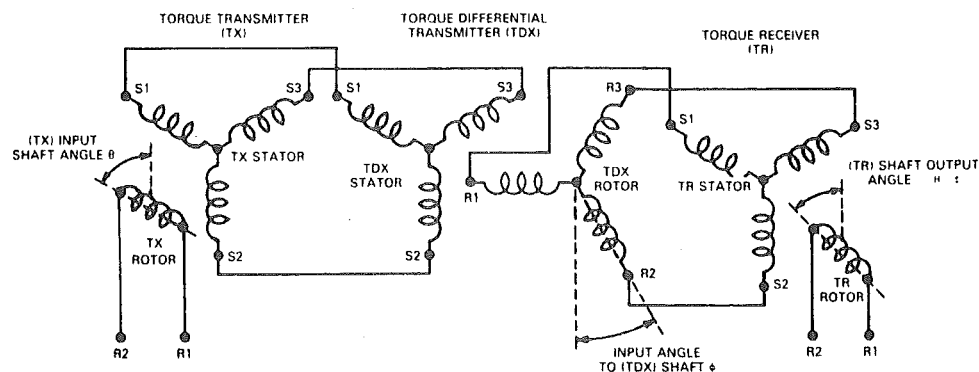 TORQUE TRANSMITTER
(TX)
TORQUE DIFFERENTIAL
TRANSMITTER (TDX)
TORQUE RECEIVER
(TR)
S1
S3
S1
S3
R3
S1
S3
(TX) INPUT
SHAFT ANGLE θ
TX STATOR
TDX
STATOR
R1
TDX
ROTOR
TR STATOR
(TR) SHAFT OUTPUT
ANGLE
TX
ROTOR
S2
S2
R2
S2
TR
ROTOR
R2
R1
INPUT ANGLE
TO (TDX) SHAFT ϕ
R2
R1